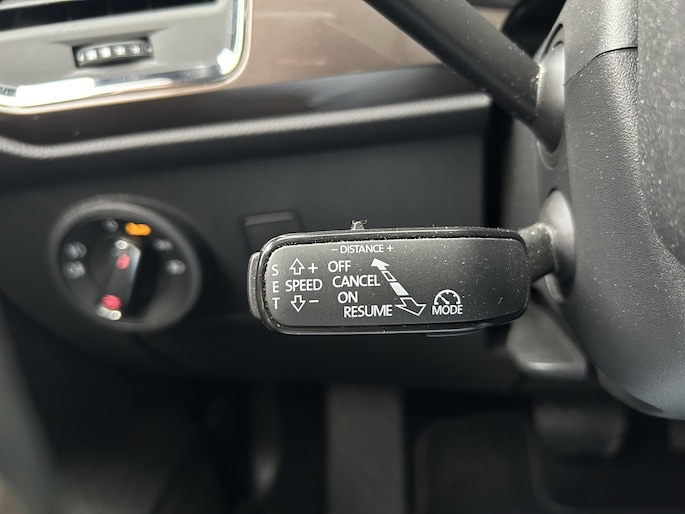 - DISTANCE +
S + OFF
E SPEED CANCEL
T - ON
RESUME MODE